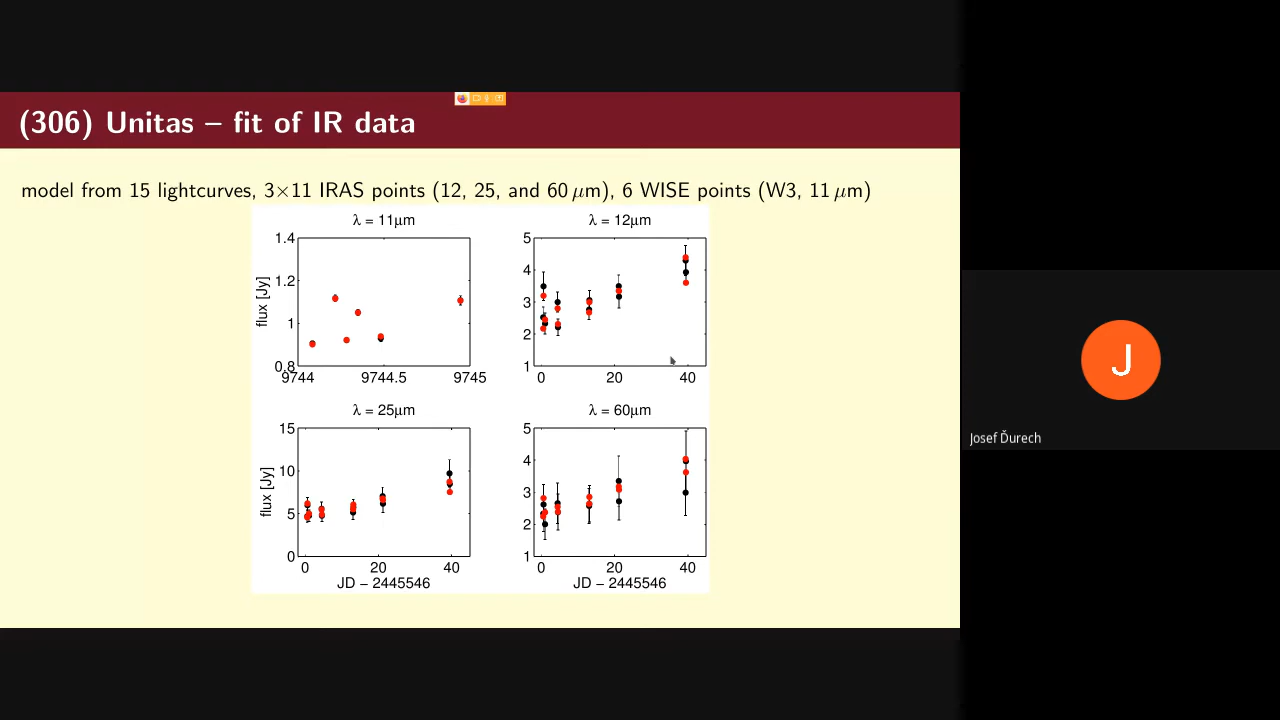 (306) Unitas – fit of IR data
model from 15 lightcurves, 3×11 IRAS points (12, 25, and 60 μm), 6 WISE points (W3, 11 μm)
λ = 11μm
1.4
1.2
1
0.8
flux [Jy]
9744
9744.5
9745
λ = 12μm
5
4
3
2
1
0
20
40
λ = 25μm
15
10
5
0
flux [Jy]
0
20
40
JD − 2445546
λ = 60μm
5
4
3
2
1
0
20
40
JD − 2445546
J
Josef Ďurech